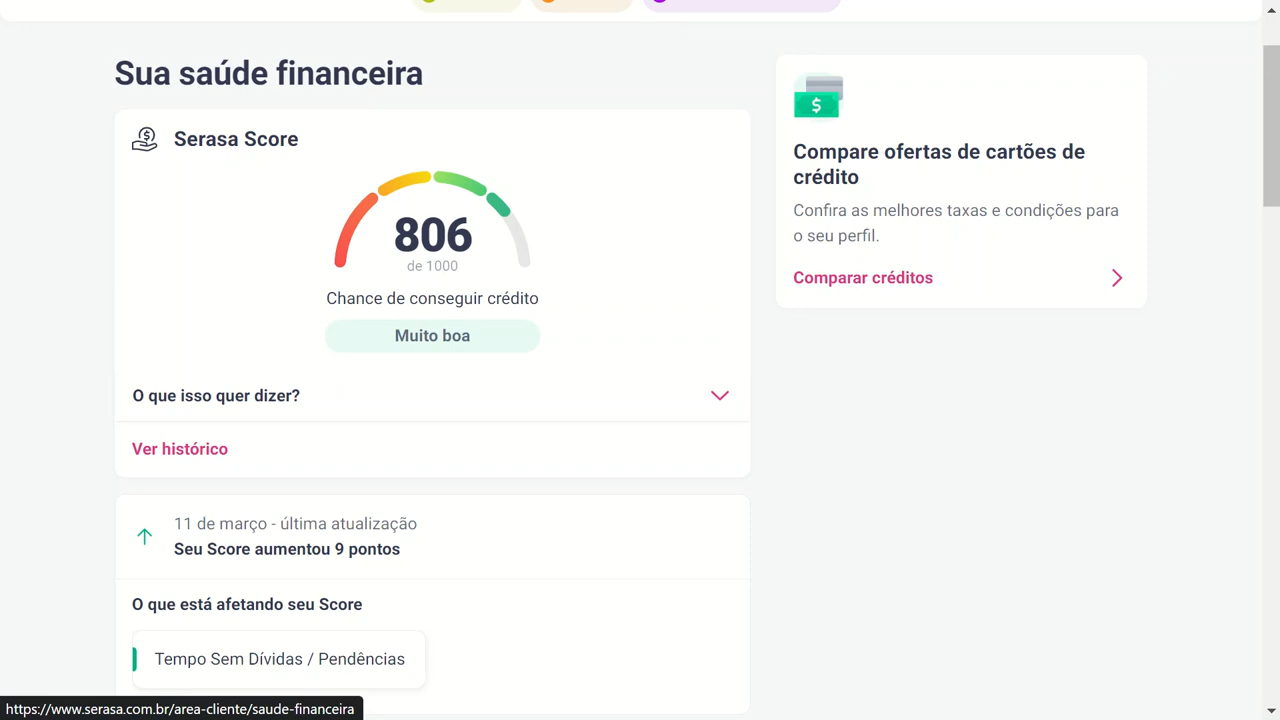 Sua saúde financeira
Serasa Score
806
de 1000
Chance de conseguir crédito
Muito boa
O que isso quer dizer?
Ver histórico
11 de março - última atualização
Seu Score aumentou 9 pontos
O que está afetando seu Score
Tempo Sem Dívidas / Pendências
$
Compare ofertas de cartões de
crédito
Confira as melhores taxas e condições para
o seu perfil.
Comparar créditos
https://www.serasa.com.br/area-cliente/saude-financeira